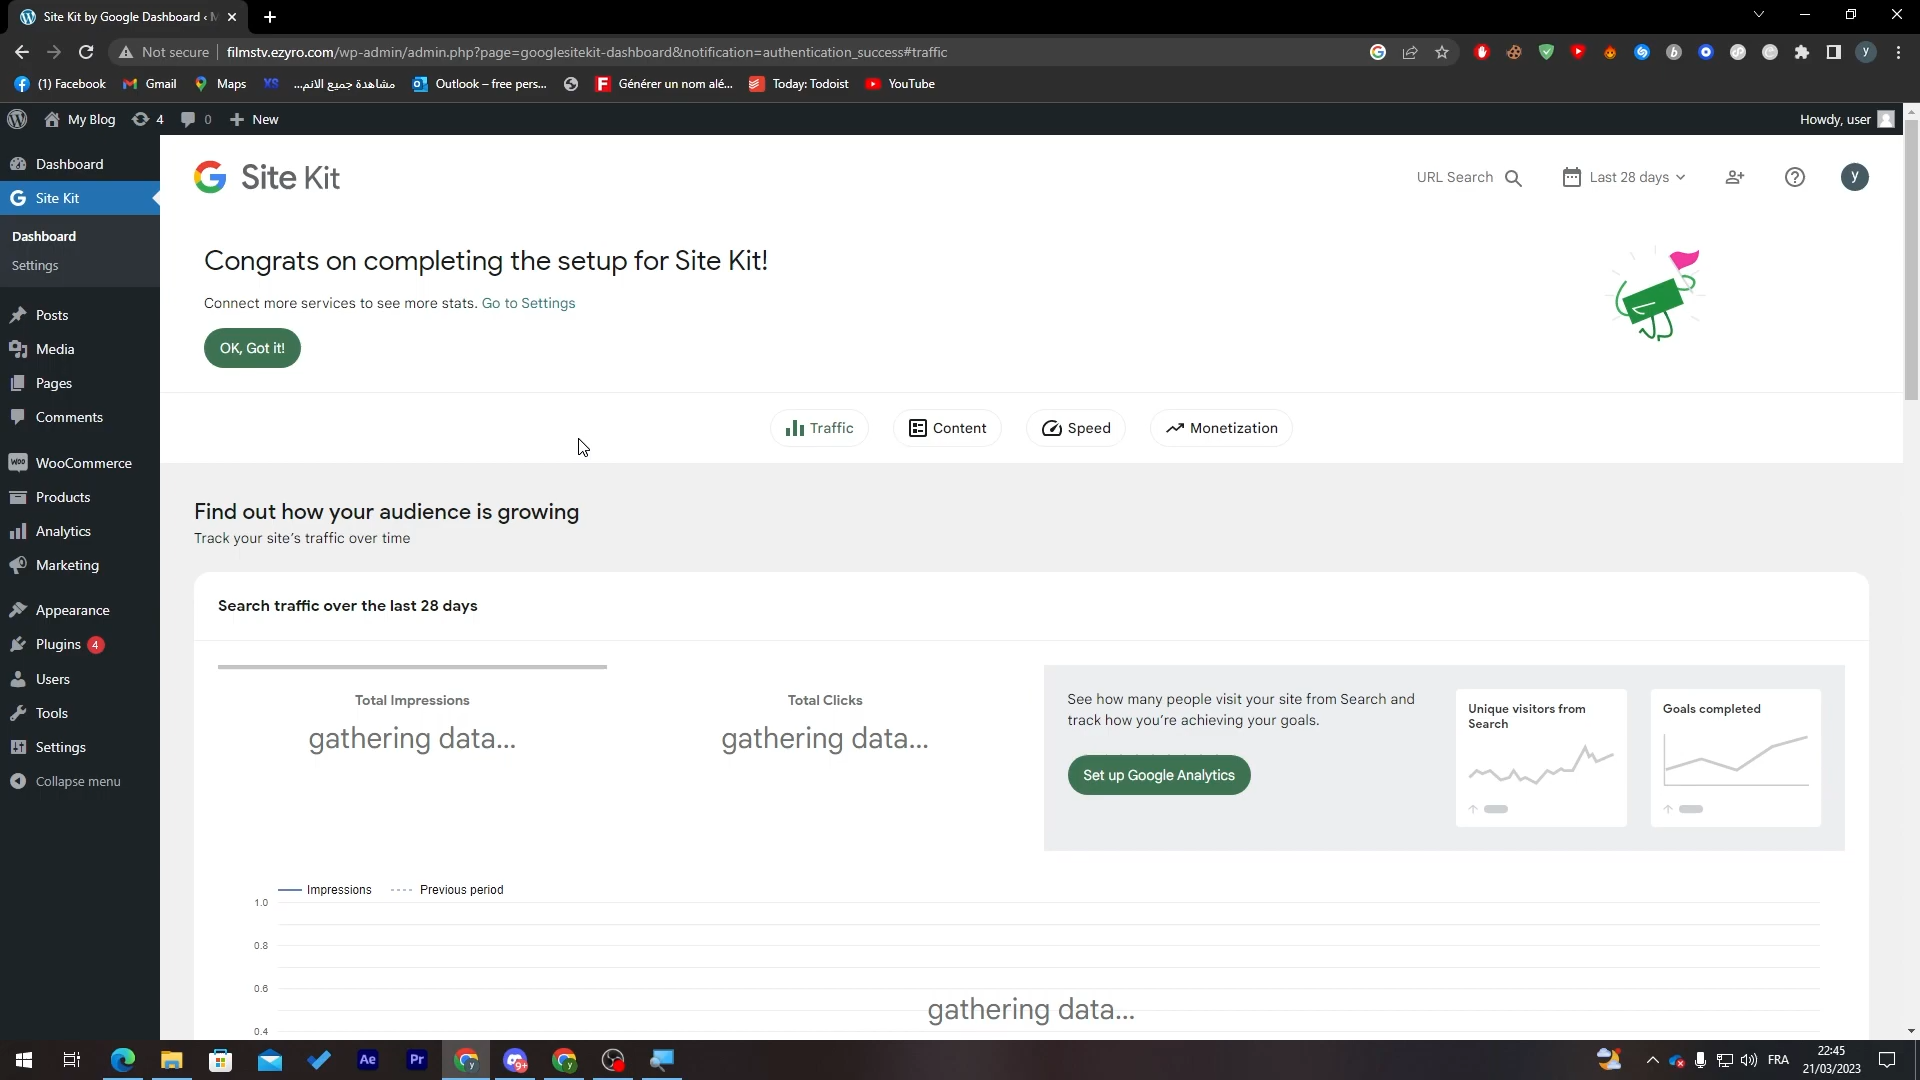 Site Kit by Google Dashboard ‹ M
Not secure
filmstv.ezyro.com/wp-admin/admin.php?page=googlesitekit-dashboard&notification=authentication_success#traffic
(1) Facebook
Gmail
Maps
XS
مشاهدة جميع الانم...
Outlook – free pers...
Générer un nom alé...
Today: Todoist
YouTube
My Blog
4
0
New
Howdy, user
Dashboard
Site Kit
Dashboard
Settings
Posts
Media
Pages
Comments
WooCommerce
Products
Analytics
Marketing
Appearance
Plugins 4
Users
Tools
Settings
Collapse menu
Site Kit
URL Search
Last 28 days
y
Congrats on completing the setup for Site Kit!
Connect more services to see more stats. Go to Settings
OK, Got it!
Traffic
Content
Speed
Monetization
Find out how your audience is growing
Track your site's traffic over time
Search traffic over the last 28 days
Total Impressions
gathering data...
Total Clicks
gathering data...
See how many people visit your site from Search and
track how you're achieving your goals.
Set up Google Analytics
Unique visitors from
Search
Goals completed
Impressions
Previous period
1.0
0.8
0.6
0.4
gathering data...
Ae
Pr
9+
FRA
22:45
21/03/2023